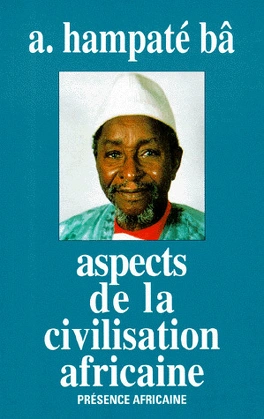 a. hampaté bâ
aspects
de la
civilisation
africaine
PRÉSENCE AFRICAINE